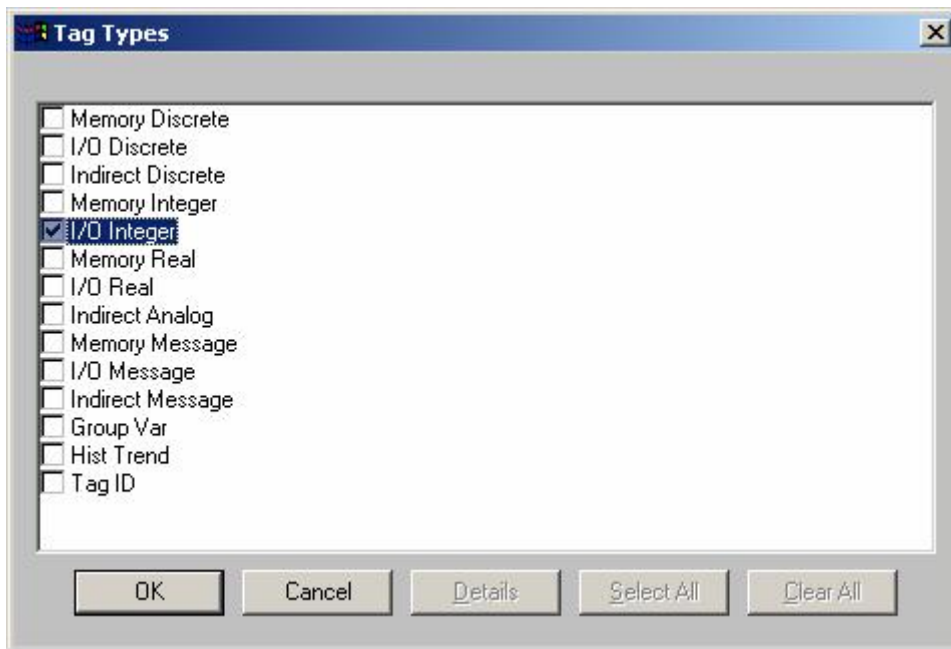 Tag Types
Memory Discrete
I/O Discrete
Indirect Discrete
Memory Integer
I/O Integer
Memory Real
I/O Real
Indirect Analog
Memory Message
I/O Message
Indirect Message
Group Var
Hist Trend
Tag ID
OK Cancel Details Select All Clear All